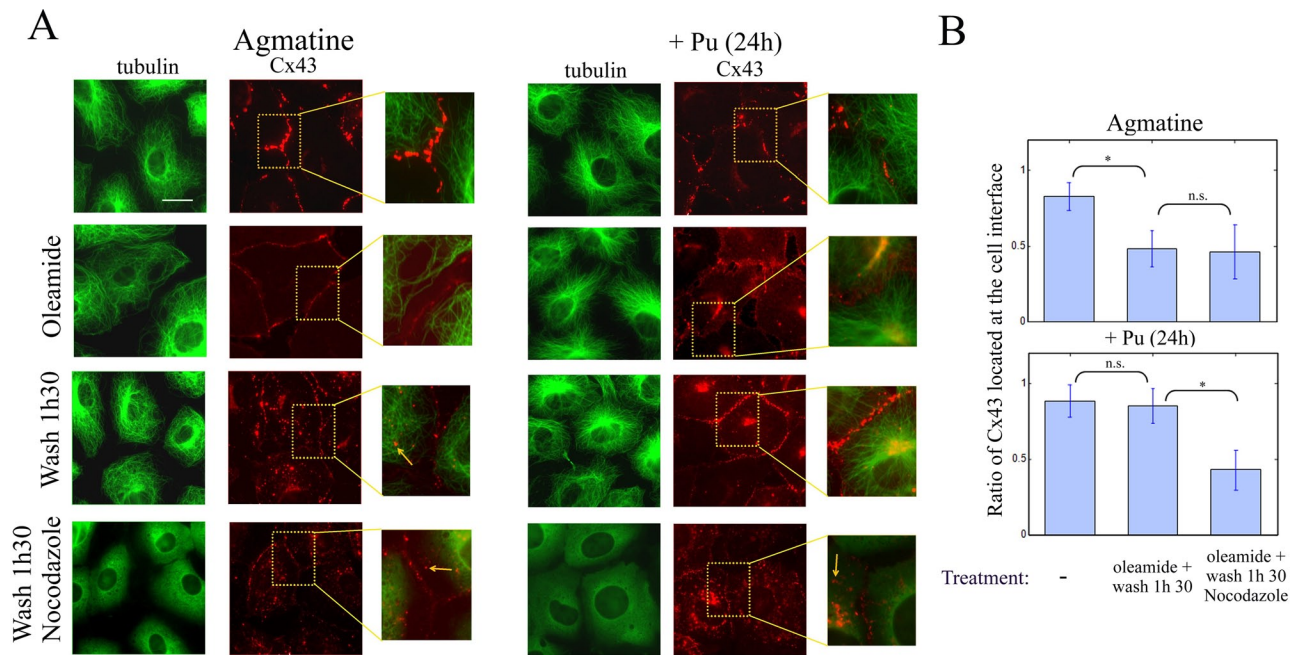 A
Agmatine
+ Pu (24h)
tubulin
Cx43
tubulin
Cx43
Oleamide
Wash 1h30
Wash 1h30
Nocodazole
B
Agmatine
1
*
n.s.
0.5
0
+ Pu (24h)
n.s.
1
*
0.5
0
Ratio of Cx43 located at the cell interface
Treatment:
-
oleamide +
wash 1h 30
oleamide +
wash 1h 30
Nocodazole